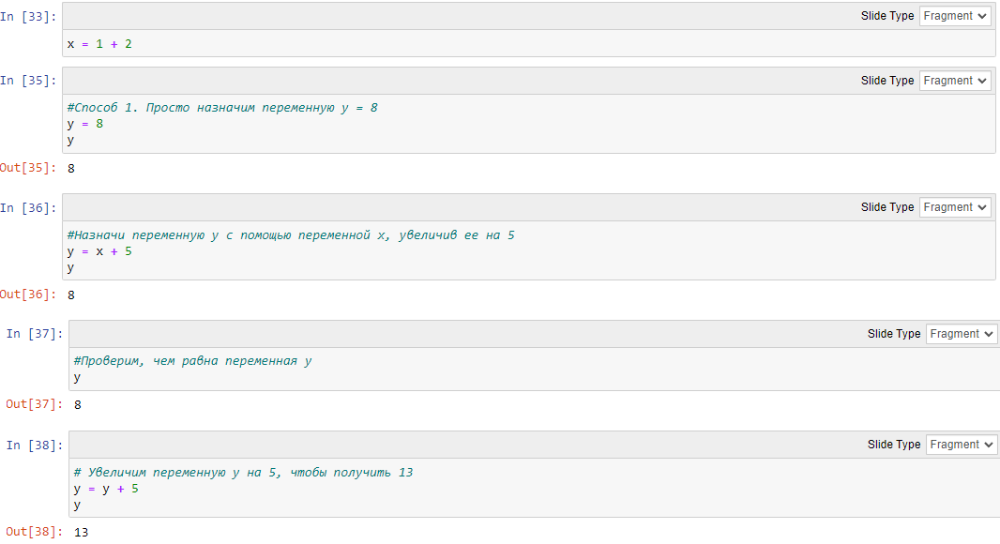 In [33]:
Slide Type Fragment
x = 1 + 2
In [35]:
Slide Type Fragment
#Способ 1. Просто назначим переменную y = 8
y = 8
y
Out[35]: 8
In [36]:
Slide Type Fragment
#Назначи переменную y с помощью переменной x, увеличив ее на 5
y = x + 5
y
Out[36]: 8
In [37]:
Slide Type Fragment
#Проверим, чем равна переменная y
y
Out[37]: 8
In [38]:
Slide Type Fragment
# Увеличим переменную y на 5, чтобы получить 13
y = y + 5
y
Out[38]: 13